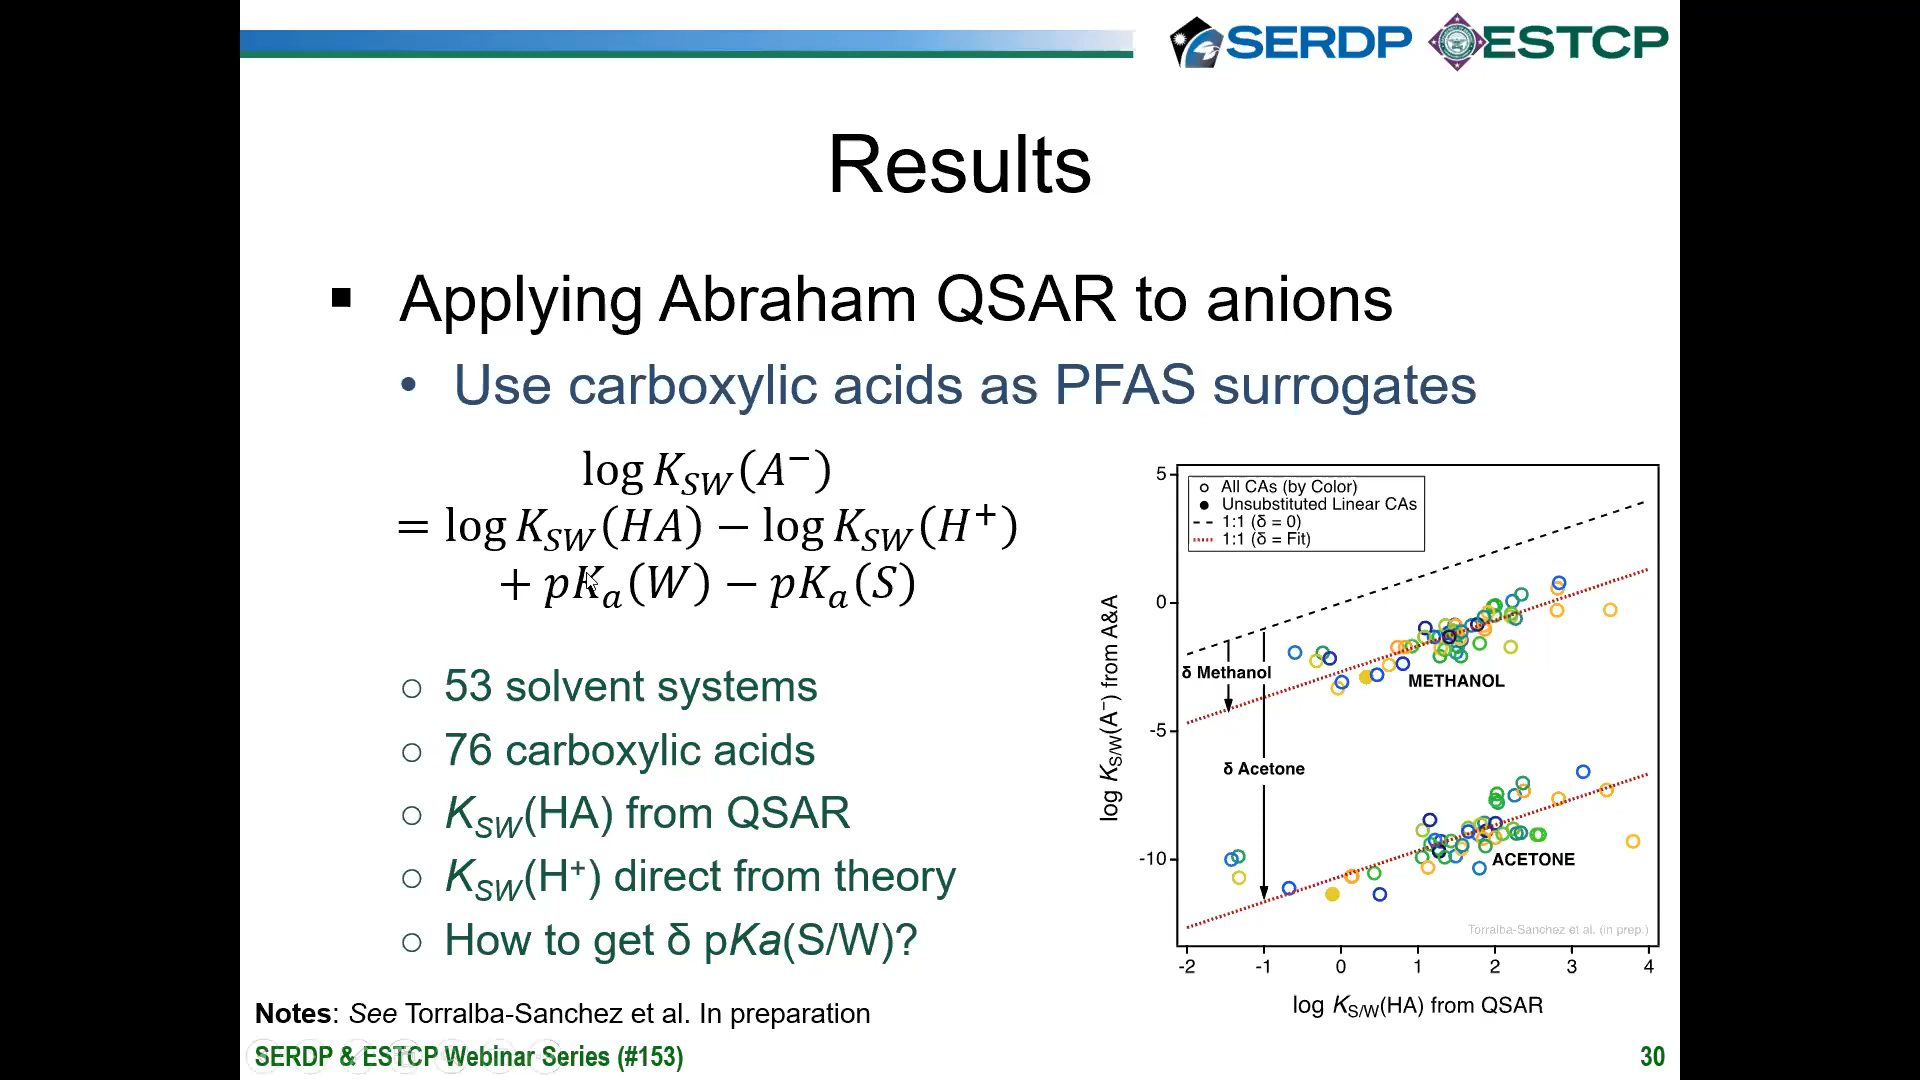 SERDP ESTCP
Results
▪ Applying Abraham QSAR to anions
• Use carboxylic acids as PFAS surrogates
log K_SW(A⁻)
= log K_SW(HA) − log K_SW(H⁺)
+ pK_a(W) − pK_a(S)
○ 53 solvent systems
○ 76 carboxylic acids
○ K_SW(HA) from QSAR
○ K_SW(H⁺) direct from theory
○ How to get δ pKa(S/W)?
5
0
-5
-10
log K_S/W(A⁻) from A&A
All CAs (by Color)
Unsubstituted Linear CAs
1:1 (δ = 0)
1:1 (δ = Fit)
δ Methanol
METHANOL
δ Acetone
ACETONE
Torralba-Sanchez et al. (in prep.)
-2 -1 0 1 2 3 4
log K_S/W(HA) from QSAR
Notes: See Torralba-Sanchez et al. In preparation
SERDP & ESTCP Webinar Series (#153)
30